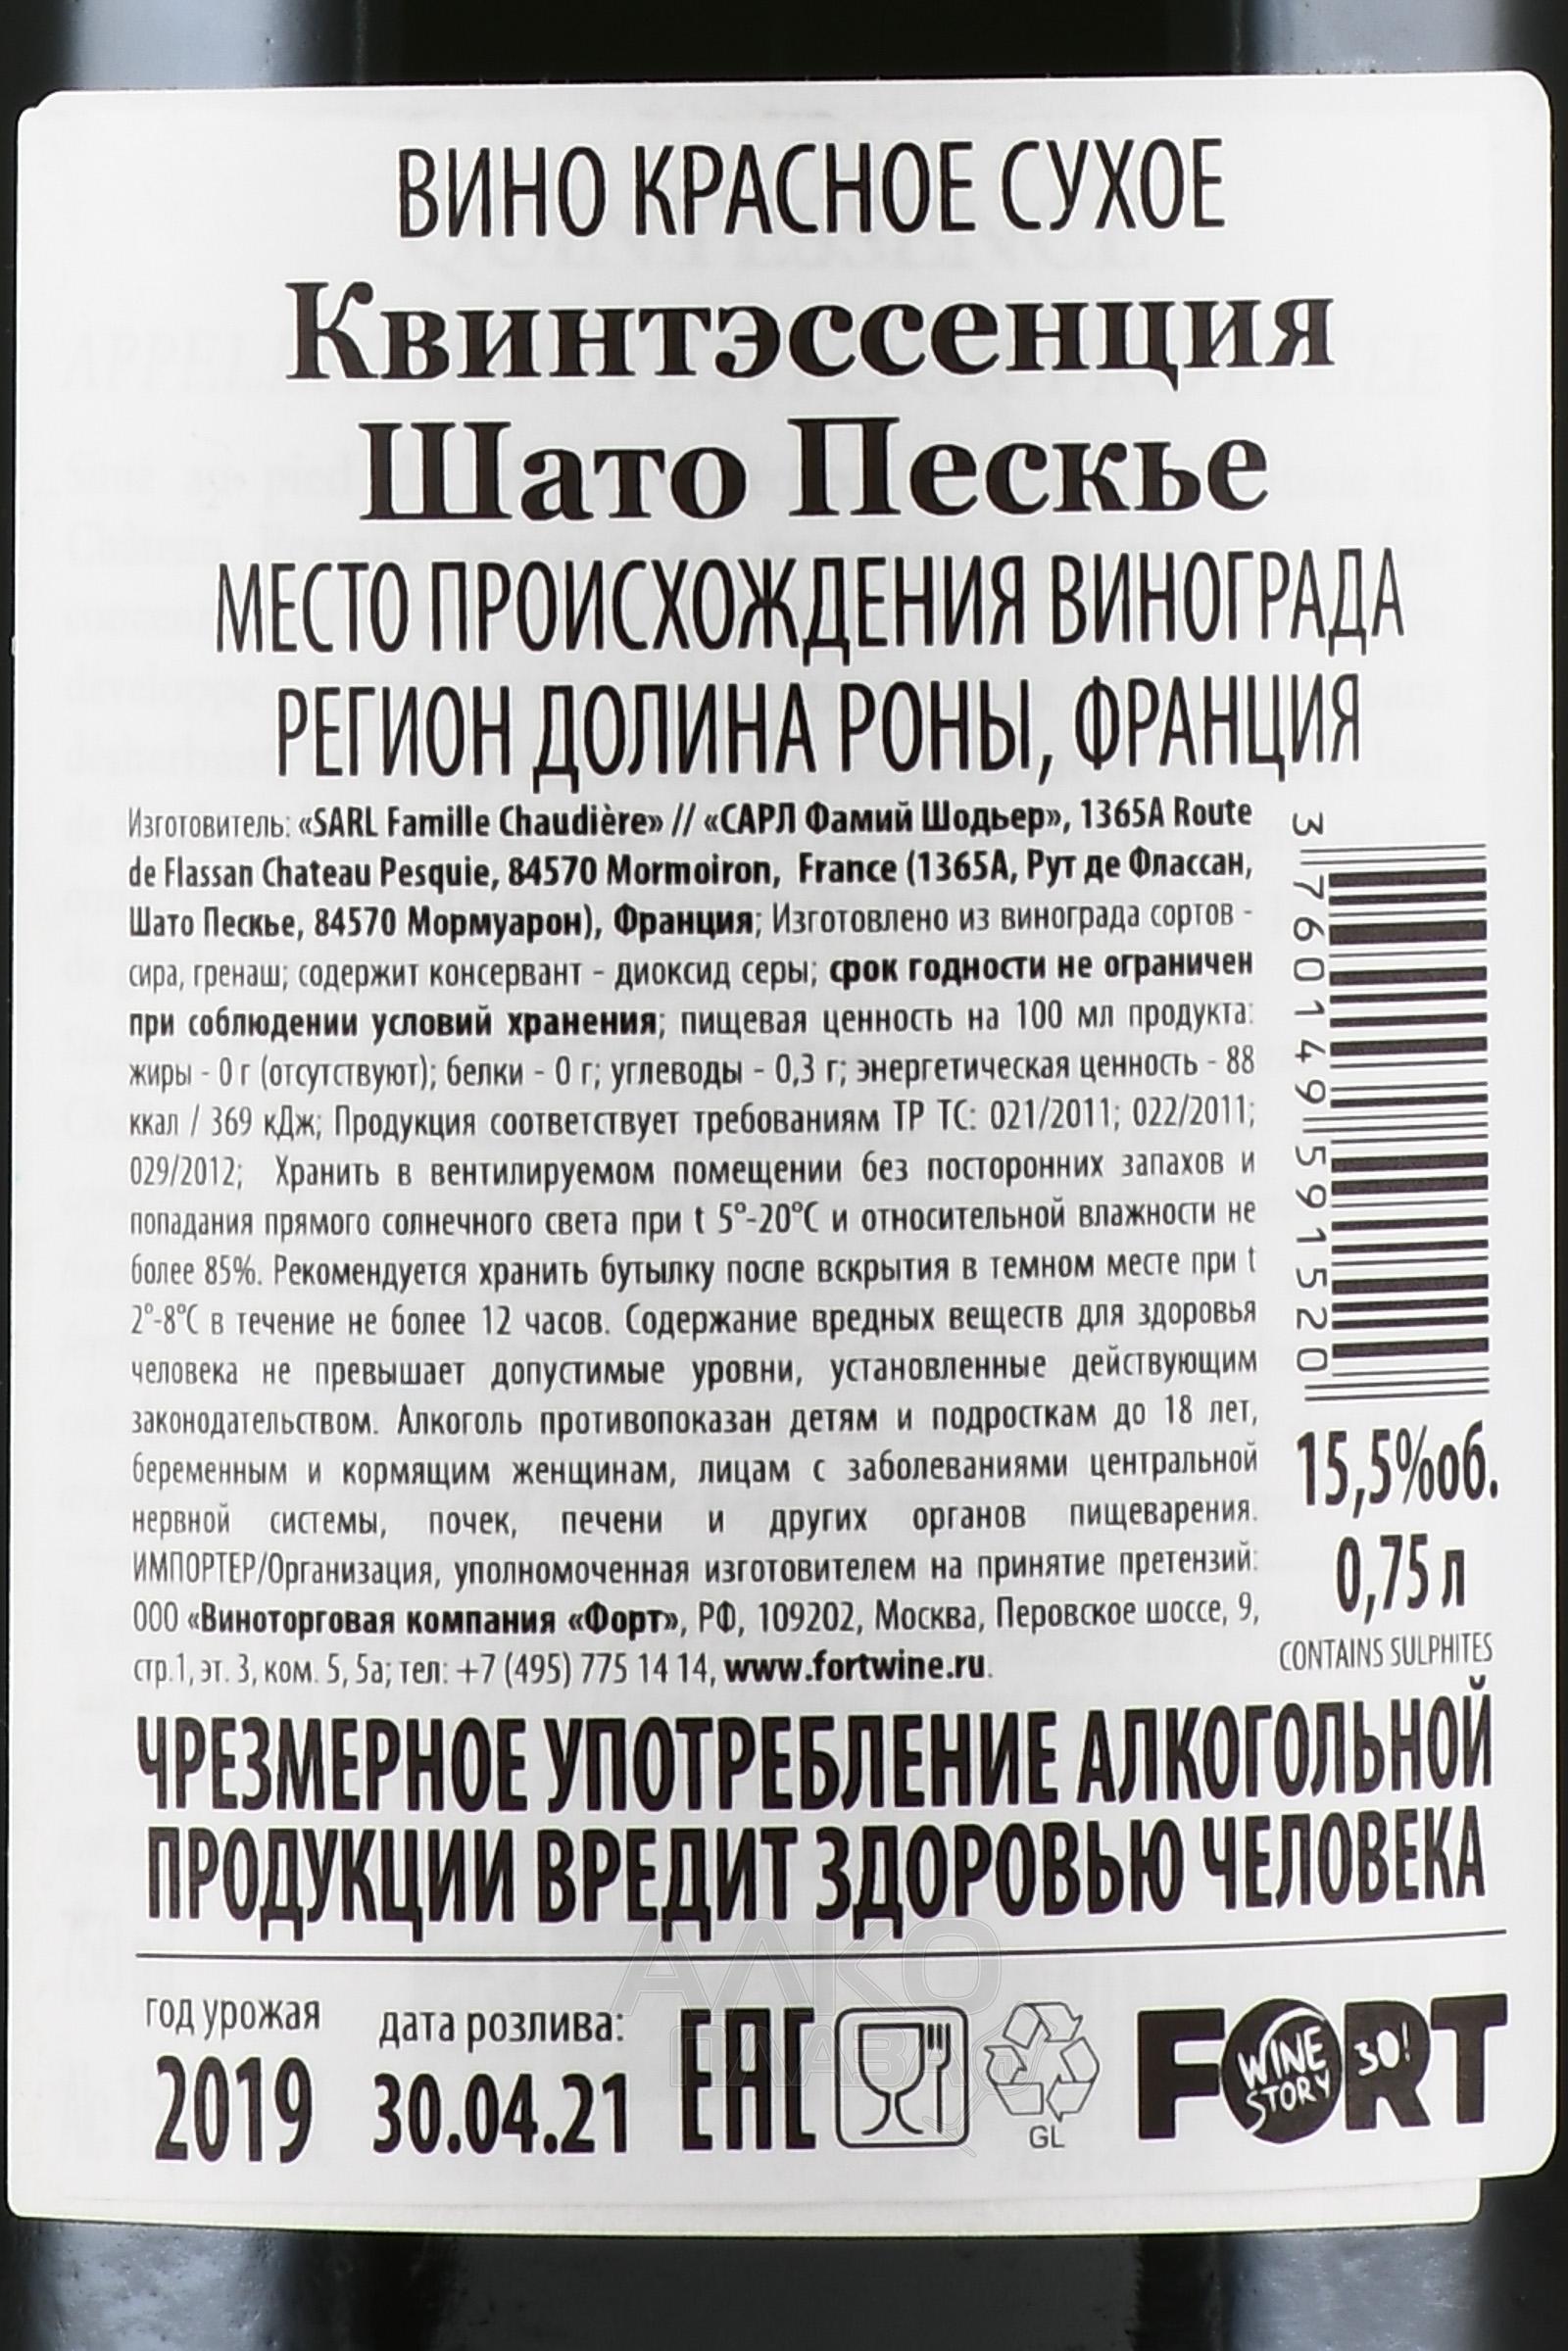 ВИНО КРАСНОЕ СУХОЕ
Квинтэссенция
Шато Пескье
МЕСТО ПРОИСХОЖДЕНИЯ ВИНОГРАДА
РЕГИОН ДОЛИНА РОНЫ, ФРАНЦИЯ
Изготовитель: «SARL Famille Chaudière» // «САРЛ Фамий Шодьер», 1365A Route
de Flassan Chateau Pesquie, 84570 Mormoiron, France (1365A, Рут де Флассан,
Шато Пескье, 84570 Мормуарон), Франция; Изготовлено из винограда сортов -
сира, гренаш; содержит консервант - диоксид серы; срок годности не ограничен
при соблюдении условий хранения; пищевая ценность на 100 мл продукта:
жиры - 0 г (отсутствуют); белки - 0 г; углеводы - 0,3 г; энергетическая ценность - 88
ккал / 369 кДж; Продукция соответствует требованиям ТР ТС: 021/2011; 022/2011;
029/2012; Хранить в вентилируемом помещении без посторонних запахов и
попадания прямого солнечного света при t 5°-20°C и относительной влажности не
более 85%. Рекомендуется хранить бутылку после вскрытия в темном месте при t
2°-8°C в течение не более 12 часов. Содержание вредных веществ для здоровья
человека не превышает допустимые уровни, установленные действующим
законодательством. Алкоголь противопоказан детям и подросткам до 18 лет,
беременным и кормящим женщинам, лицам с заболеваниями центральной
нервной системы, почек, печени и других органов пищеварения.
ИМПОРТЕР/Организация, уполномоченная изготовителем на принятие претензий:
ООО «Виноторговая компания «Форт», РФ, 109202, Москва, Перовское шоссе, 9,
стр.1, эт. 3, ком. 5, 5а; тел: +7 (495) 775 14 14, www.fortwine.ru.
3 760149 591520
15,5%об.
0,75 л
CONTAINS SULPHITES
ЧРЕЗМЕРНОЕ УПОТРЕБЛЕНИЕ АЛКОГОЛЬНОЙ
ПРОДУКЦИИ ВРЕДИТ ЗДОРОВЬЮ ЧЕЛОВЕКА
год урожая
2019
дата розлива:
30.04.21
EAC
GL
FORT
WINE
STORY
30!
АЛКО
ПЛАЗА